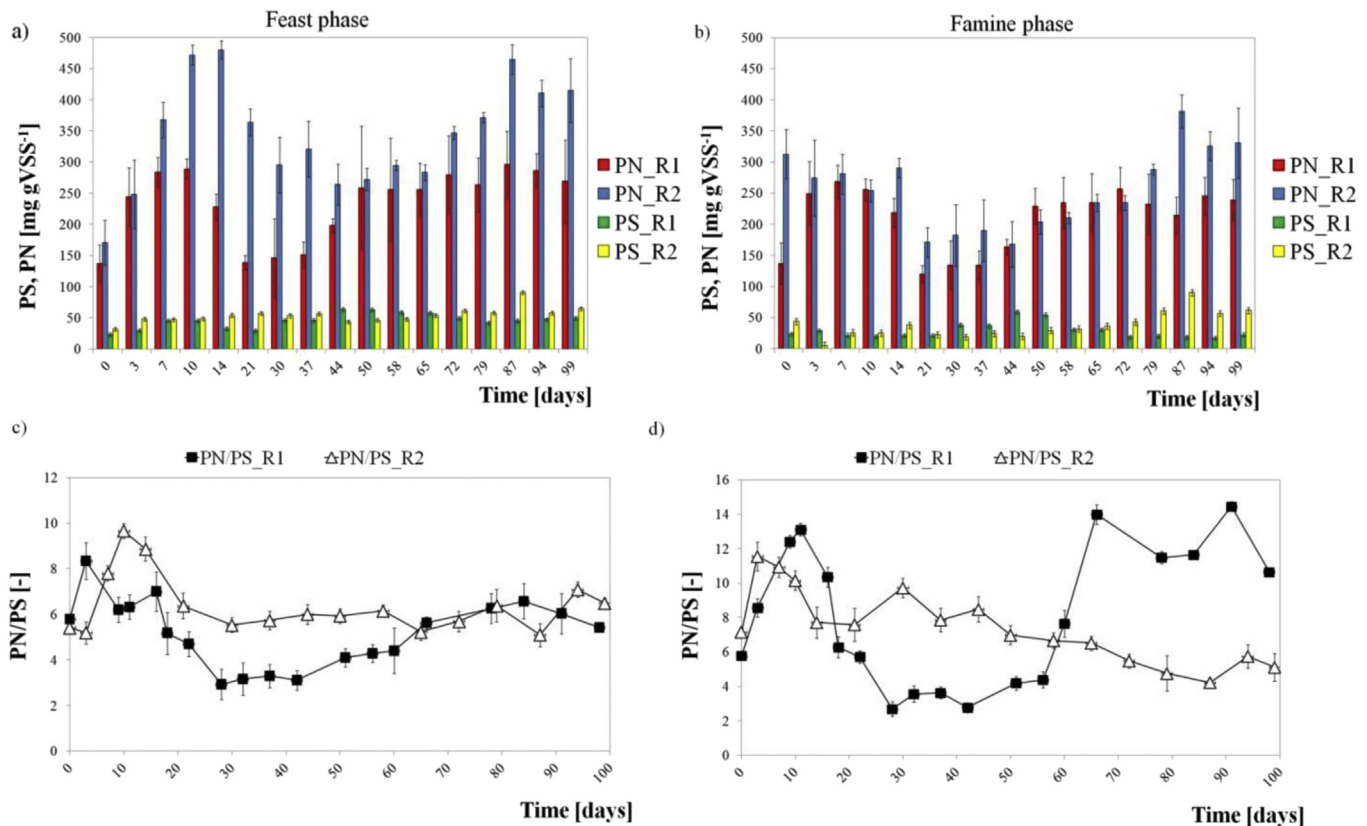 a)
Feast phase
PS, PN [mg gVSS⁻¹]
500
450
400
350
300
250
200
150
100
50
0
0 3 7 10 14 21 30 37 44 50 58 65 72 79 87 94 99
Time [days]
PN_R1
PN_R2
PS_R1
PS_R2
b)
Famine phase
PS, PN [mg gVSS⁻¹]
500
450
400
350
300
250
200
150
100
50
0
0 3 7 10 14 21 30 37 44 50 58 65 72 79 87 94 99
Time [days]
PN_R1
PN_R2
PS_R1
PS_R2
c)
PN/PS_R1 PN/PS_R2
PN/PS [-]
12
10
8
6
4
2
0
0 10 20 30 40 50 60 70 80 90 100
Time [days]
d)
PN/PS_R1 PN/PS_R2
PN/PS [-]
16
14
12
10
8
6
4
2
0
0 10 20 30 40 50 60 70 80 90 100
Time [days]